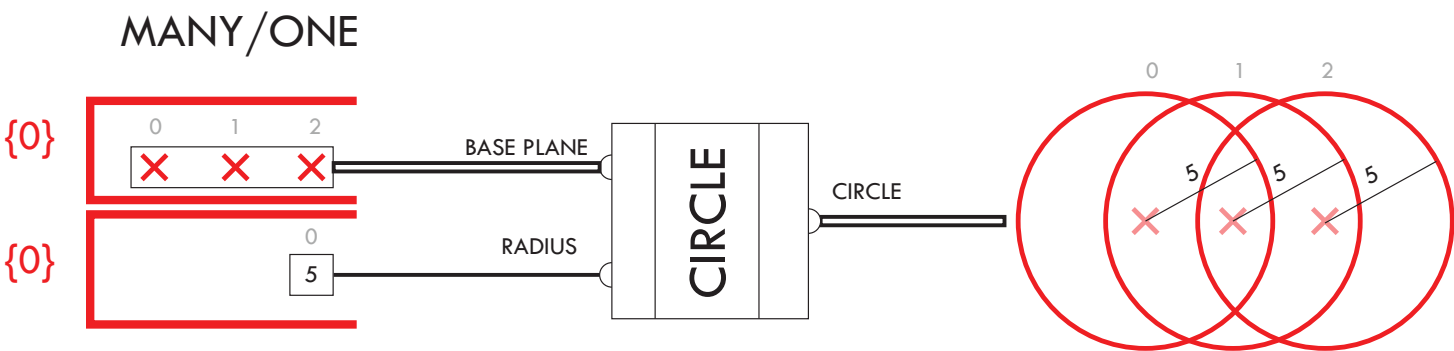 MANY/ONE
{0}
0 1 2
BASE PLANE
{0}
0
5
RADIUS
CIRCLE
CIRCLE
0 1 2
5 5 5